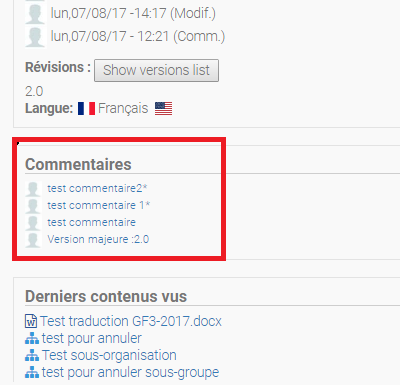 lun,07/08/17 -14:17 (Modif.)
lun,07/08/17 - 12:21 (Comm.)
Révisions : Show versions list
2.0
Langue: Français
Commentaires
test commentaire2*
test commentaire 1*
test commentaire
Version majeure :2.0
Derniers contenus vus
Test traduction GF3-2017.docx
test pour annuler
Test sous-organisation
test pour annuler sous-groupe